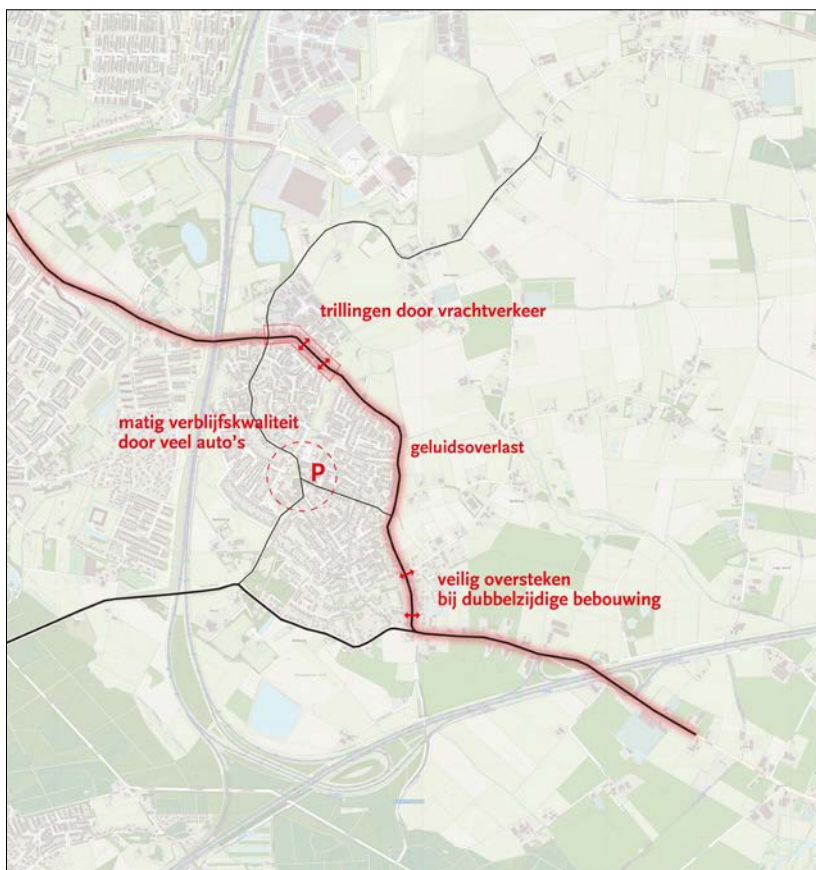 trillingen door vrachtverkeer
matig verblijfskwaliteit
door veel auto's
P
geluidsoverlast
veilig oversteken
bij dubbelzijdige bebouwing